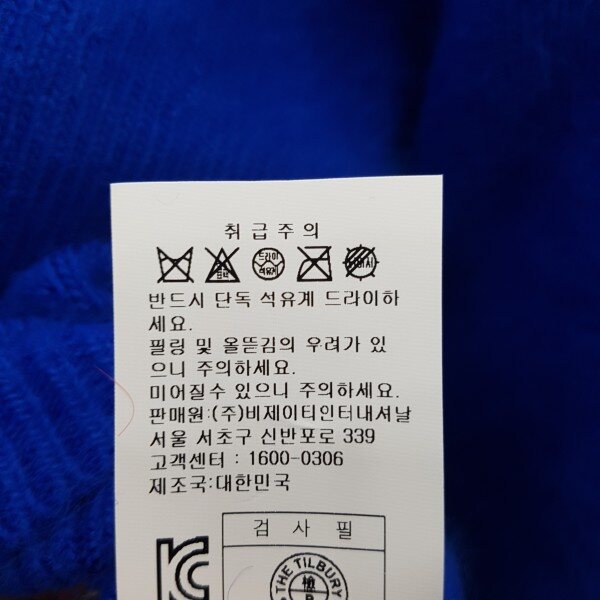 취급주의
드라이
석유계
반드시 단독 석유계 드라이하
세요.
필링 및 올뜯김의 우려가 있
으니 주의하세요.
미어질수 있으니 주의하세요.
판매원:(주)비제이티인터내셔날
서울 서초구 신반포로 339
고객센터 : 1600-0306
제조국:대한민국
검 사 필
THE TILBURY
檢